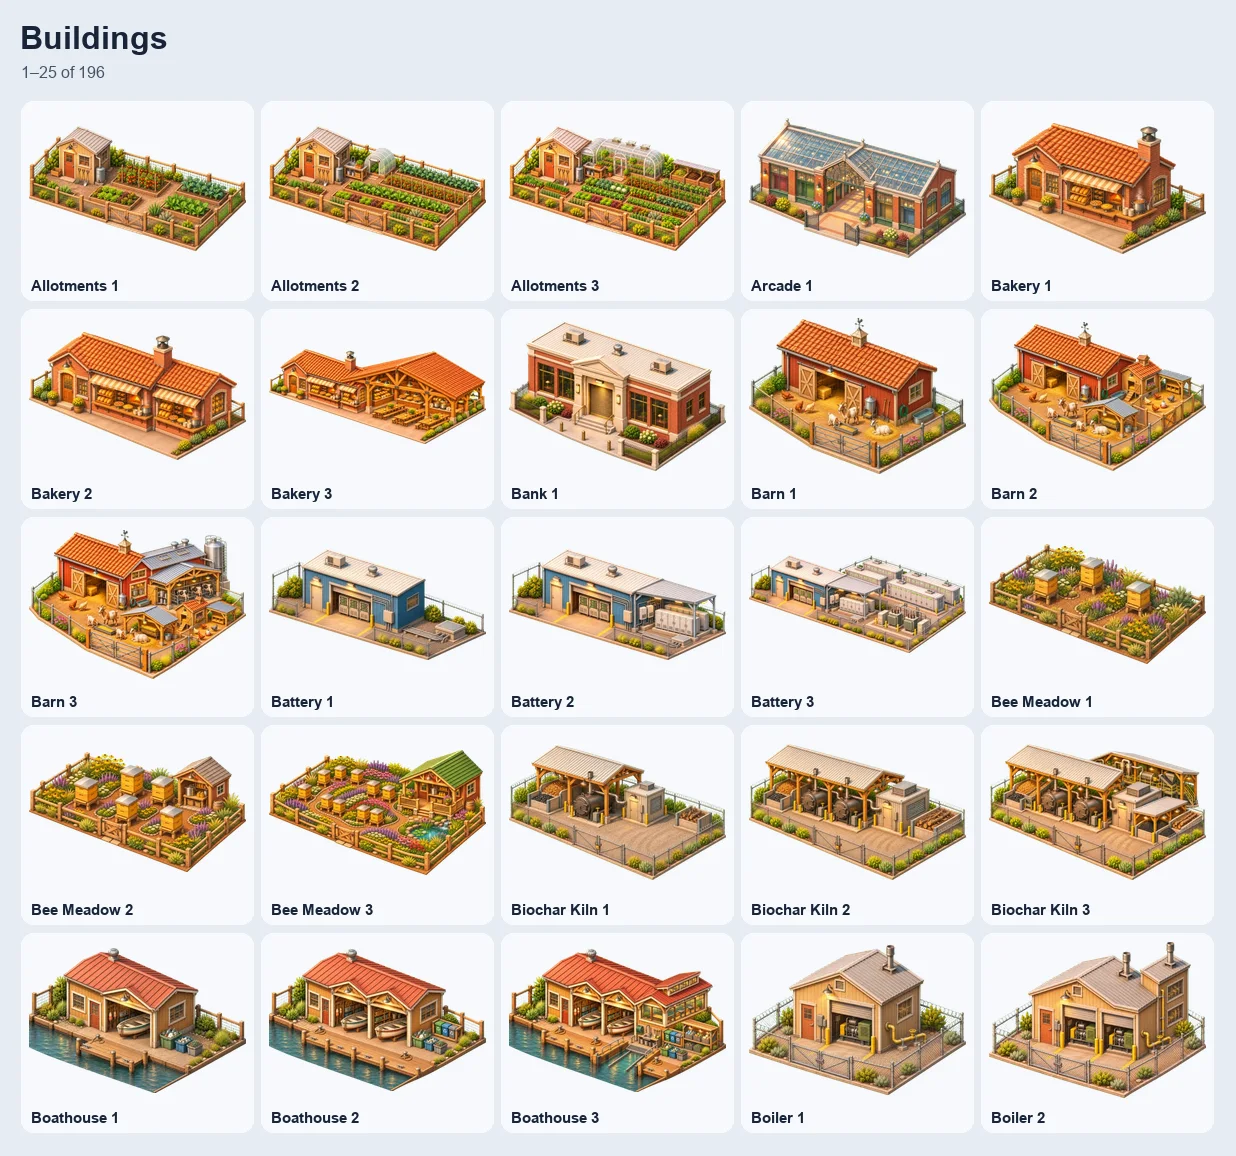 Buildings
1–25 of 196
Allotments 1
Allotments 2
Allotments 3
Arcade 1
Bakery 1
Bakery 2
Bakery 3
Bank 1
Barn 1
Barn 2
Barn 3
Battery 1
Battery 2
Battery 3
Bee Meadow 1
Bee Meadow 2
Bee Meadow 3
Biochar Kiln 1
Biochar Kiln 2
Biochar Kiln 3
Boathouse 1
Boathouse 2
Boathouse 3
Boiler 1
Boiler 2